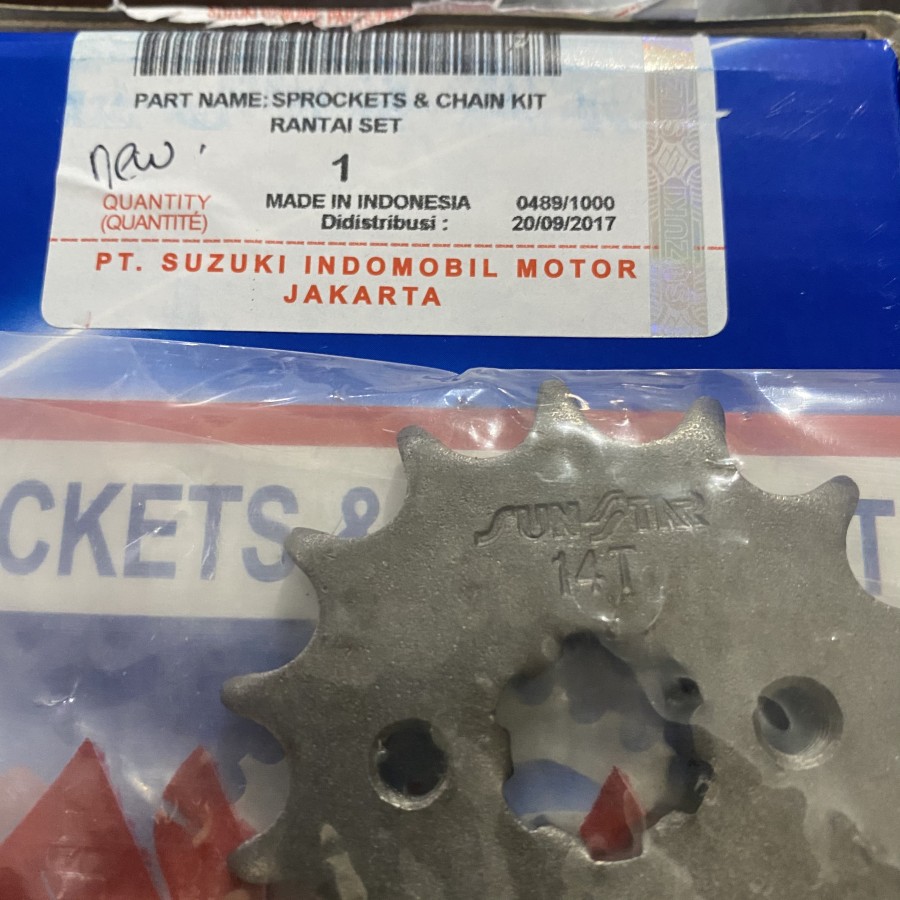 PART NAME: SPROCKETS & CHAIN KIT
RANTAI SET
new
1
QUANTITY
(QUANTITÉ)
MADE IN INDONESIA
Didistribusi :
0489/1000
20/09/2017
PT. SUZUKI INDOMOBIL MOTOR
JAKARTA
SUZUKI
CKETS &
T
SUNSTAR
14T